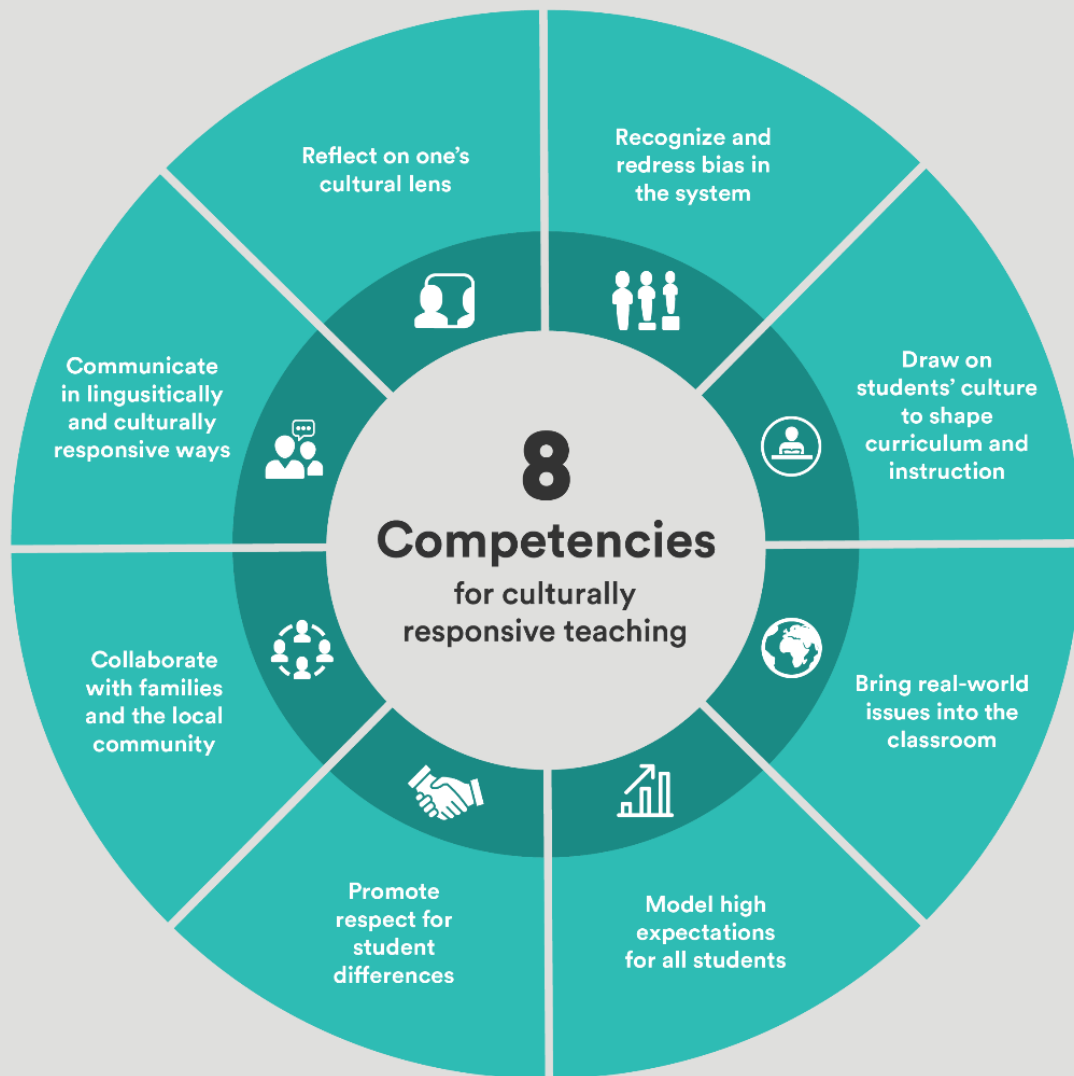 8
Competencies
for culturally
responsive teaching
Reflect on one's
cultural lens
Recognize and
redress bias in
the system
Draw on
students' culture
to shape
curriculum and
instruction
Bring real-world
issues into the
classroom
Model high
expectations
for all students
Promote
respect for
student
differences
Collaborate
with families
and the local
community
Communicate
in lingusitically
and culturally
responsive ways